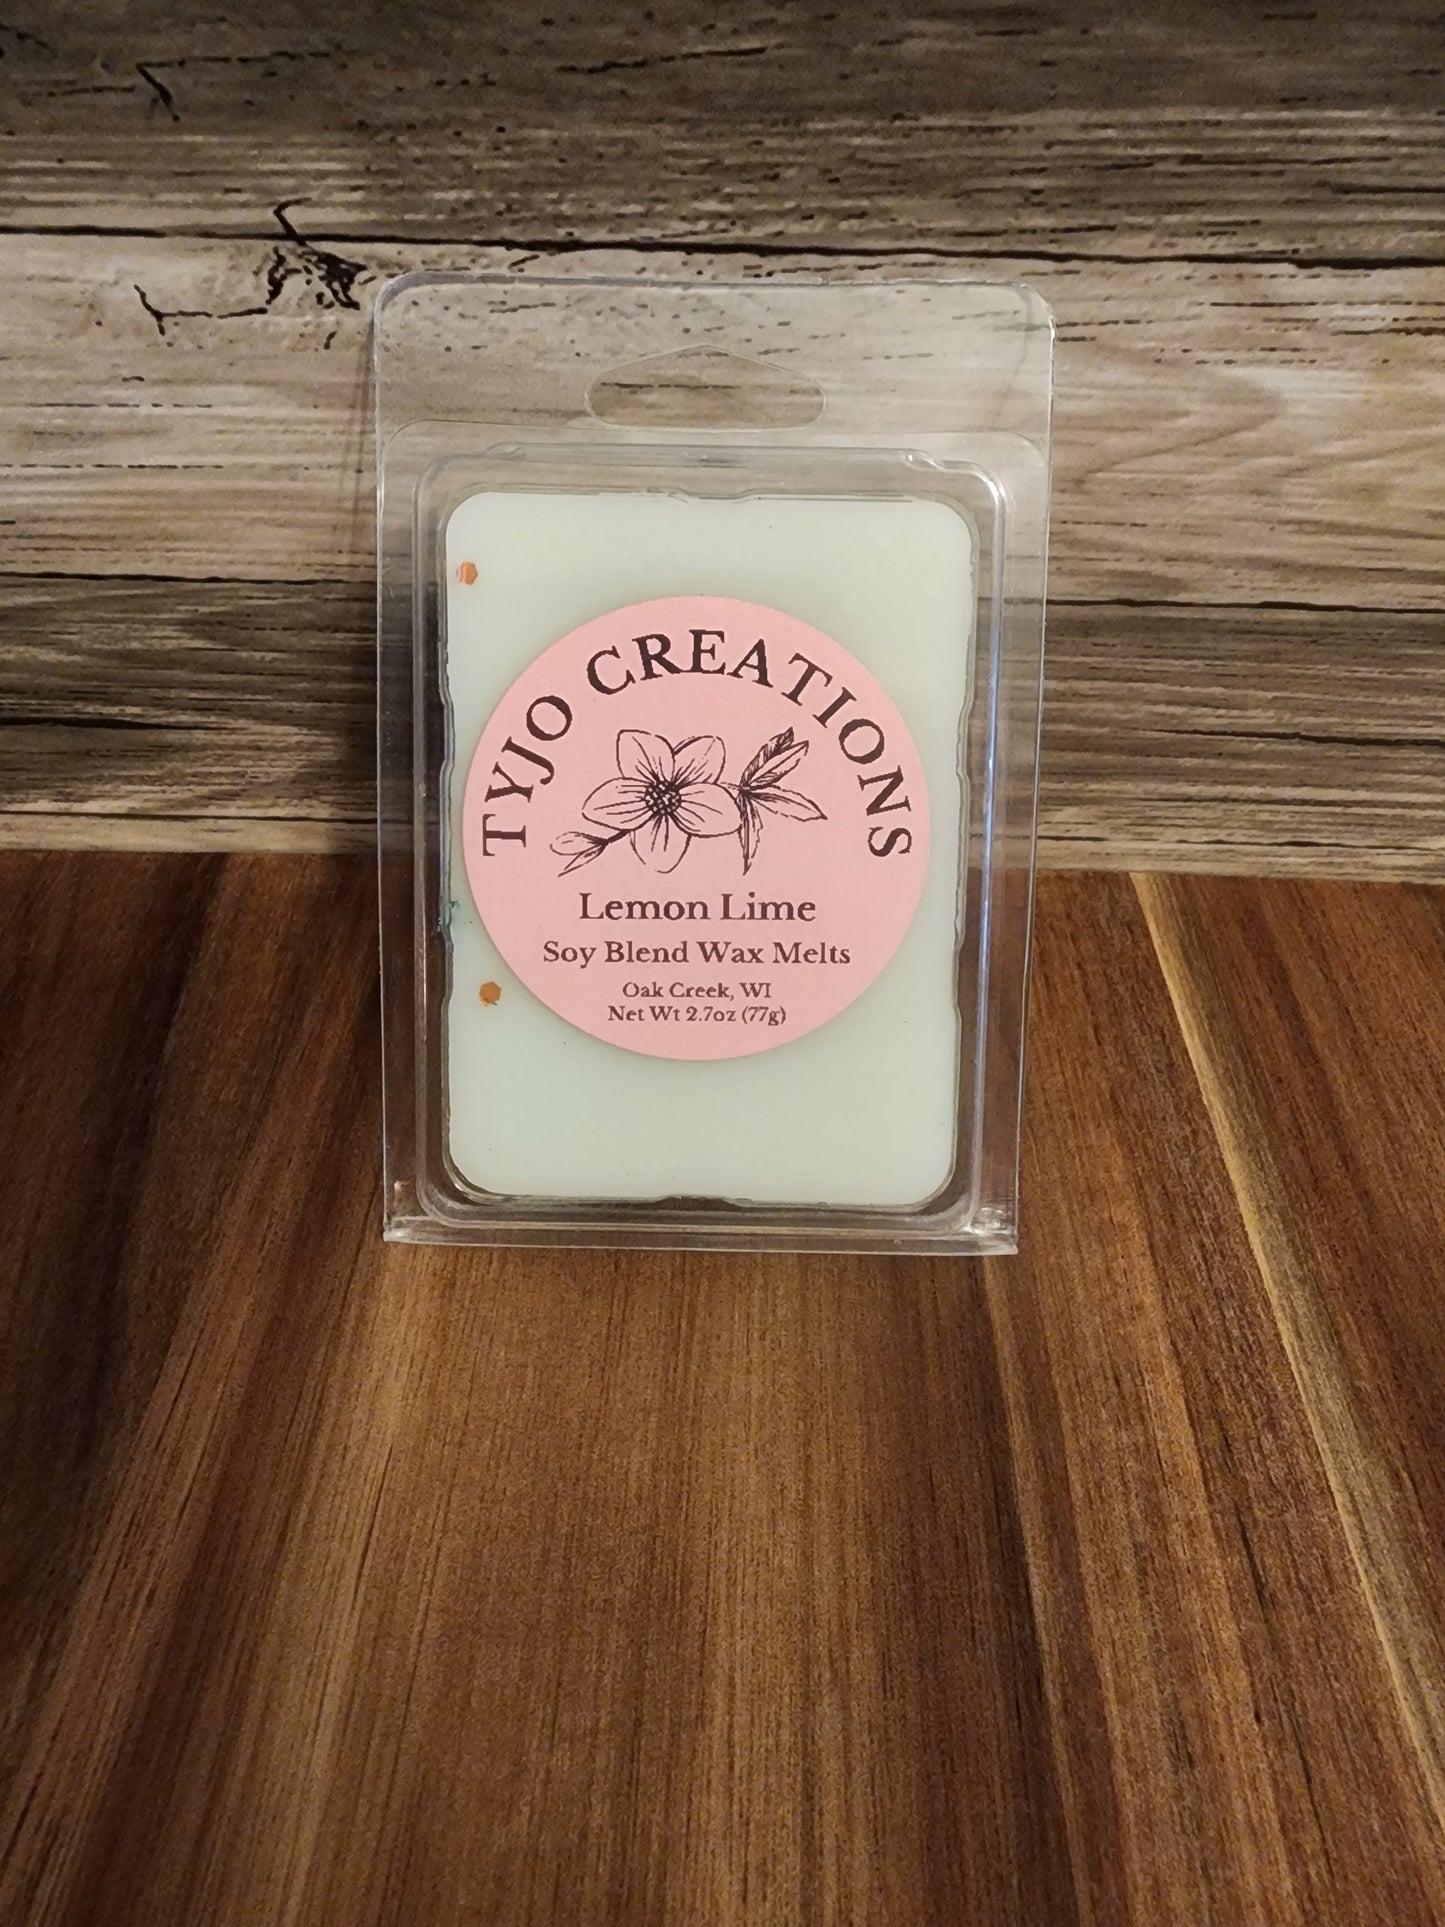 TYJO CREATIONS
Lemon Lime
Soy Blend Wax Melts
Oak Creek, WI
Net Wt 2.7oz (77g)